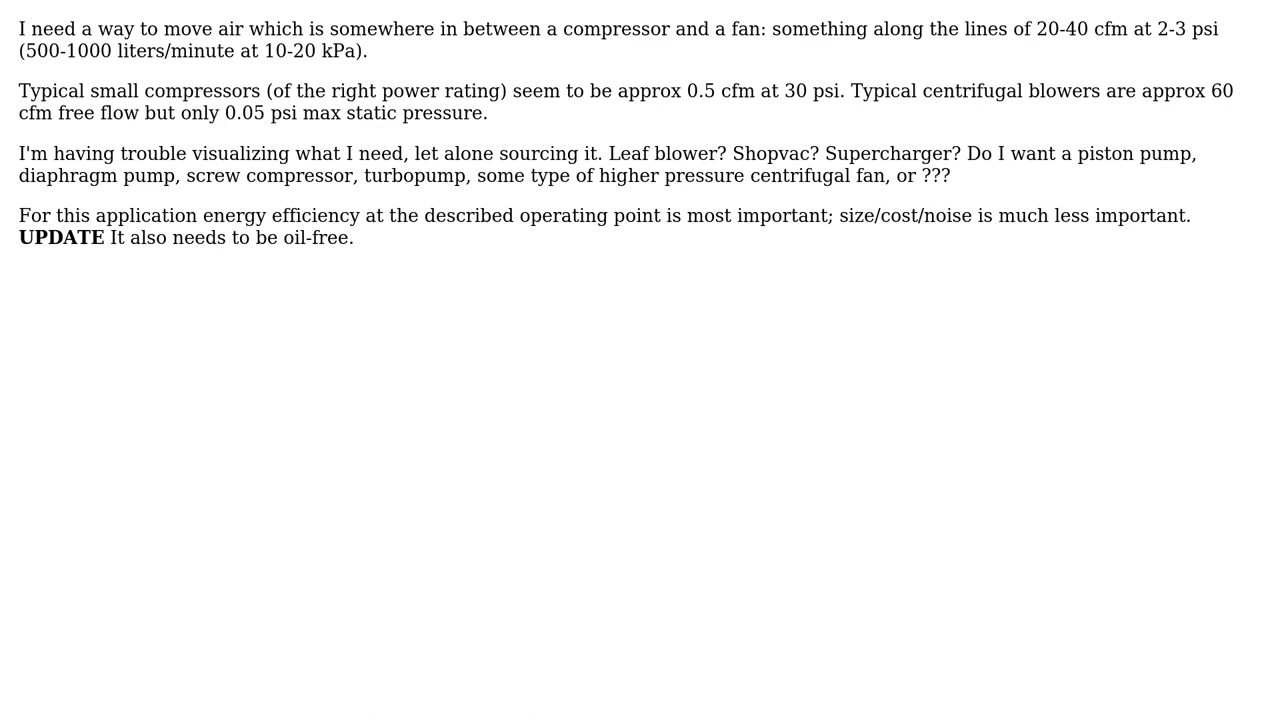 I need a way to move air which is somewhere in between a compressor and a fan: something along the lines of 20-40 cfm at 2-3 psi
(500-1000 liters/minute at 10-20 kPa).
Typical small compressors (of the right power rating) seem to be approx 0.5 cfm at 30 psi. Typical centrifugal blowers are approx 60
cfm free flow but only 0.05 psi max static pressure.
I'm having trouble visualizing what I need, let alone sourcing it. Leaf blower? Shopvac? Supercharger? Do I want a piston pump,
diaphragm pump, screw compressor, turbopump, some type of higher pressure centrifugal fan, or ???
For this application energy efficiency at the described operating point is most important; size/cost/noise is much less important.
UPDATE It also needs to be oil-free.